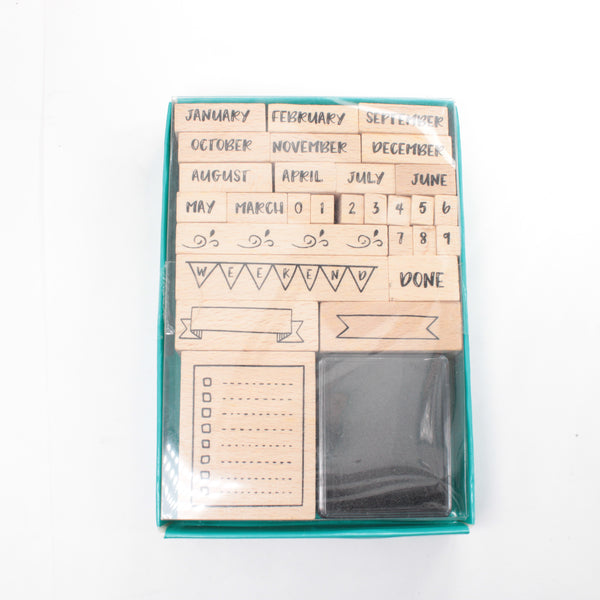 JANUARY FEBRUARY SEPTEMBER
OCTOBER NOVEMBER DECEMBER
AUGUST APRIL JULY JUNE
MAY MARCH 0 1 2 3 4 5 6
7 8 9
WEEKEND DONE